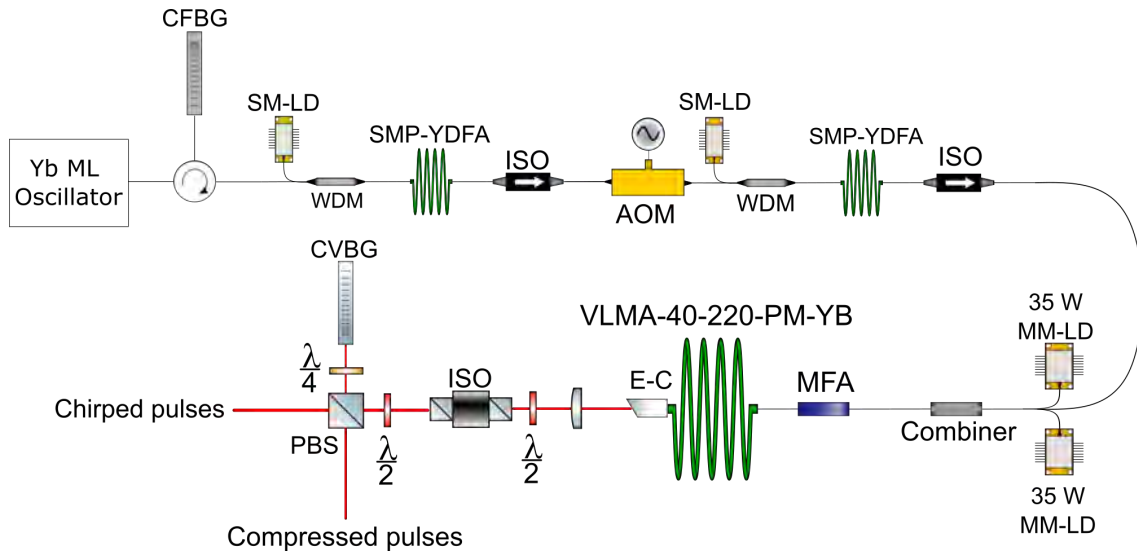 CFBG
SM-LD
SM-LD
SMP-YDFA
SMP-YDFA
ISO
ISO
Yb ML
Oscillator
WDM
AOM
WDM
CVBG
VLMA-40-220-PM-YB
35 W
MM-LD
λ
4
ISO
E-C
MFA
Chirped pulses
PBS
λ
2
λ
2
Combiner
35 W
MM-LD
Compressed pulses